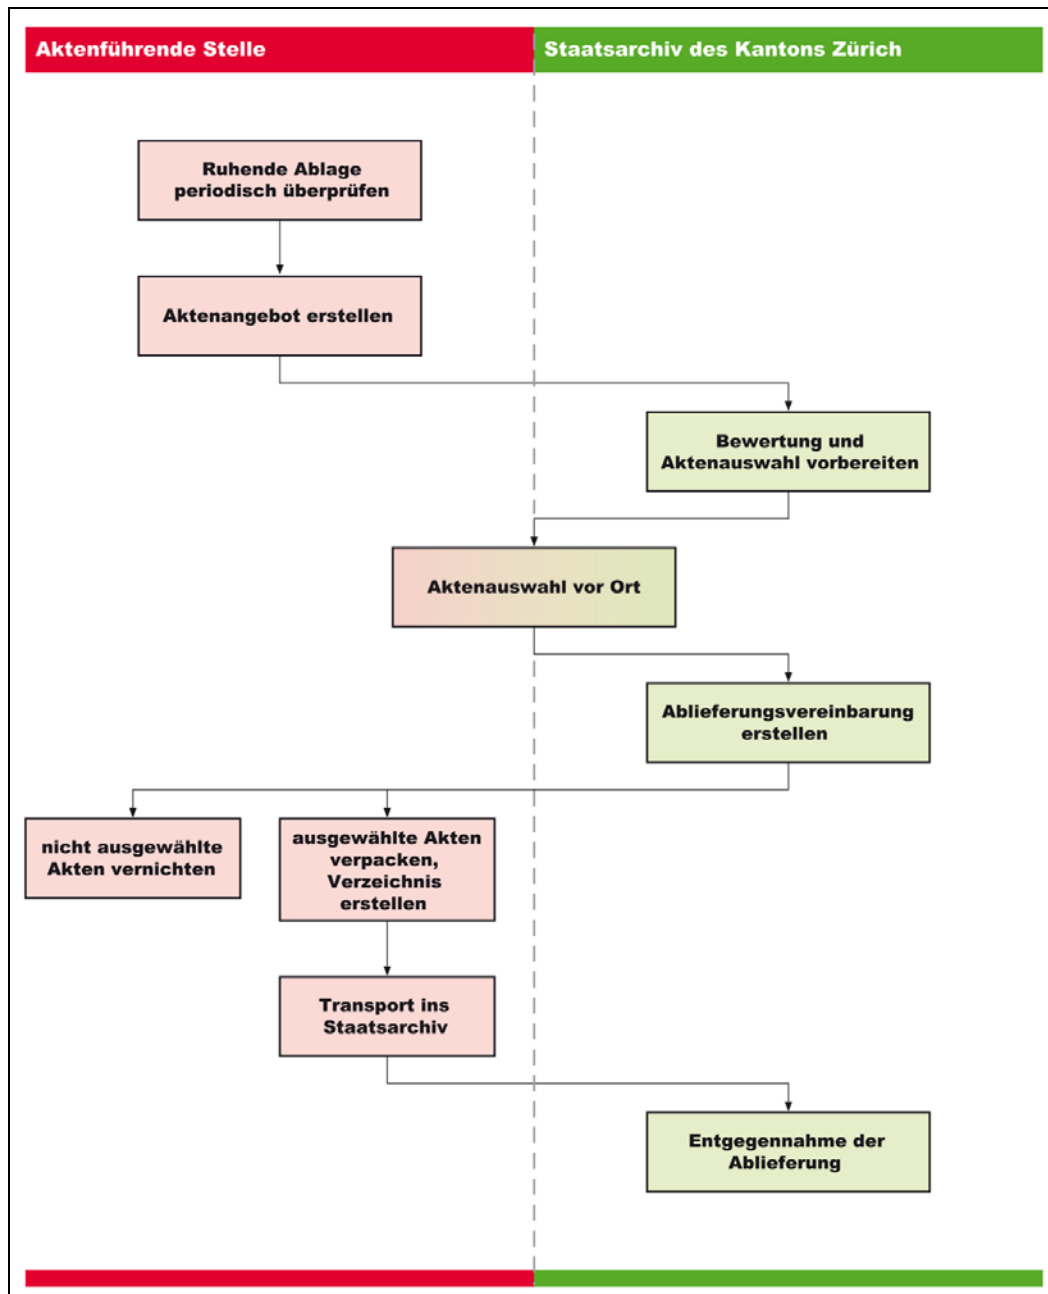 Aktenführende Stelle
Staatsarchiv des Kantons Zürich
Ruhende Ablage
periodisch überprüfen
Aktenangebot erstellen
Bewertung und
Aktenauswahl vorbereiten
Aktenauswahl vor Ort
Ablieferungsvereinbarung
erstellen
nicht ausgewählte
Akten vernichten
ausgewählte Akten
verpacken,
Verzeichnis
erstellen
Transport ins
Staatsarchiv
Entgegennahme der
Ablieferung